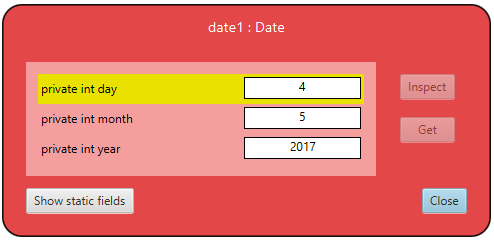 date1 : Date
private int day 4
Inspect
private int month 5
Get
private int year 2017
Show static fields
Close